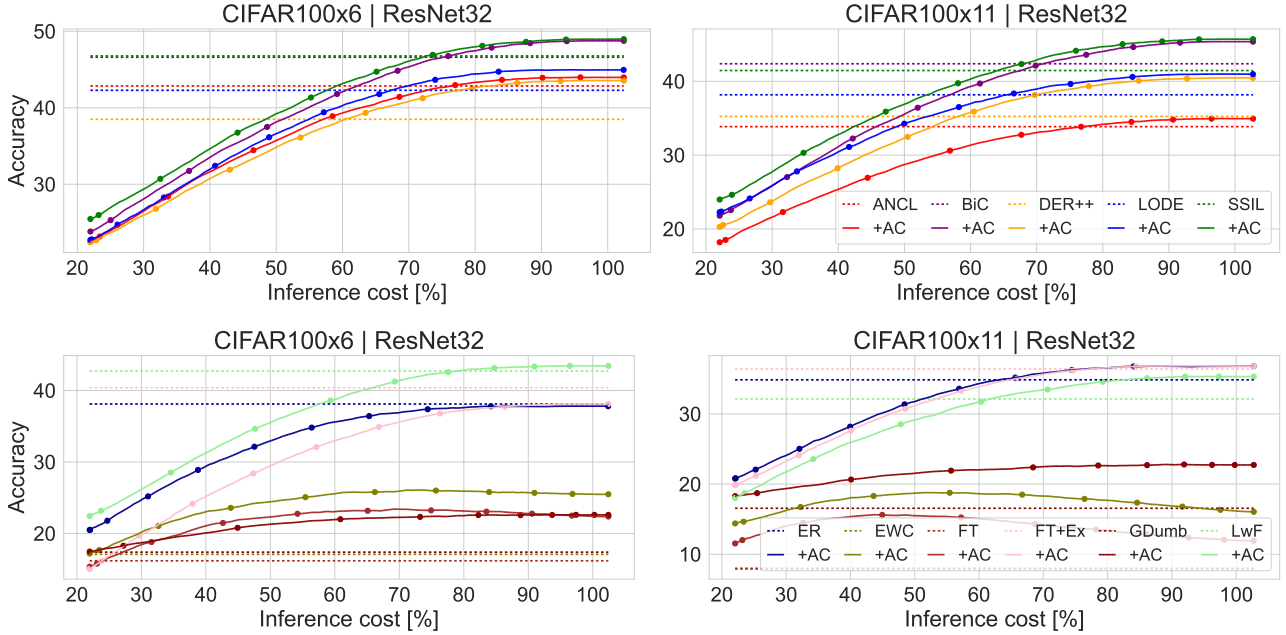 CIFAR100x6 | ResNet32
50
40
30
Accuracy
20 30 40 50 60 70 80 90 100
Inference cost [%]
CIFAR100x11 | ResNet32
40
30
20
ANCL BiC DER++ LODE SSIL
+AC +AC +AC +AC +AC
20 30 40 50 60 70 80 90 100
Inference cost [%]
CIFAR100x6 | ResNet32
40
30
20
Accuracy
20 30 40 50 60 70 80 90 100
Inference cost [%]
CIFAR100x11 | ResNet32
30
20
10
ER EWC FT FT+Ex GDumb LwF
+AC +AC +AC +AC +AC +AC
20 30 40 50 60 70 80 90 100
Inference cost [%]